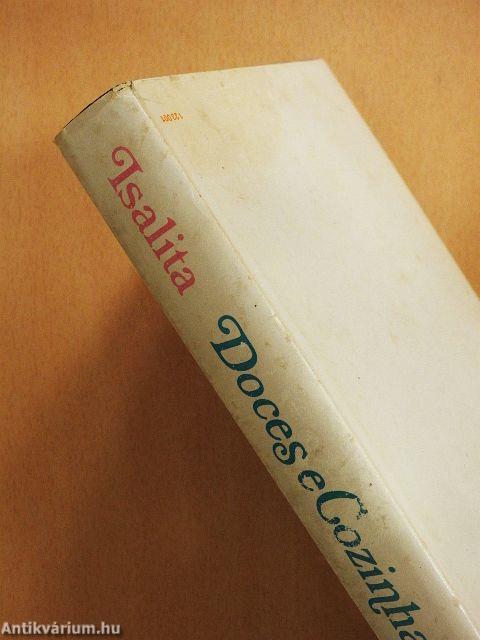 Isalita
Doces e Cozinha
Antikvárium.hu